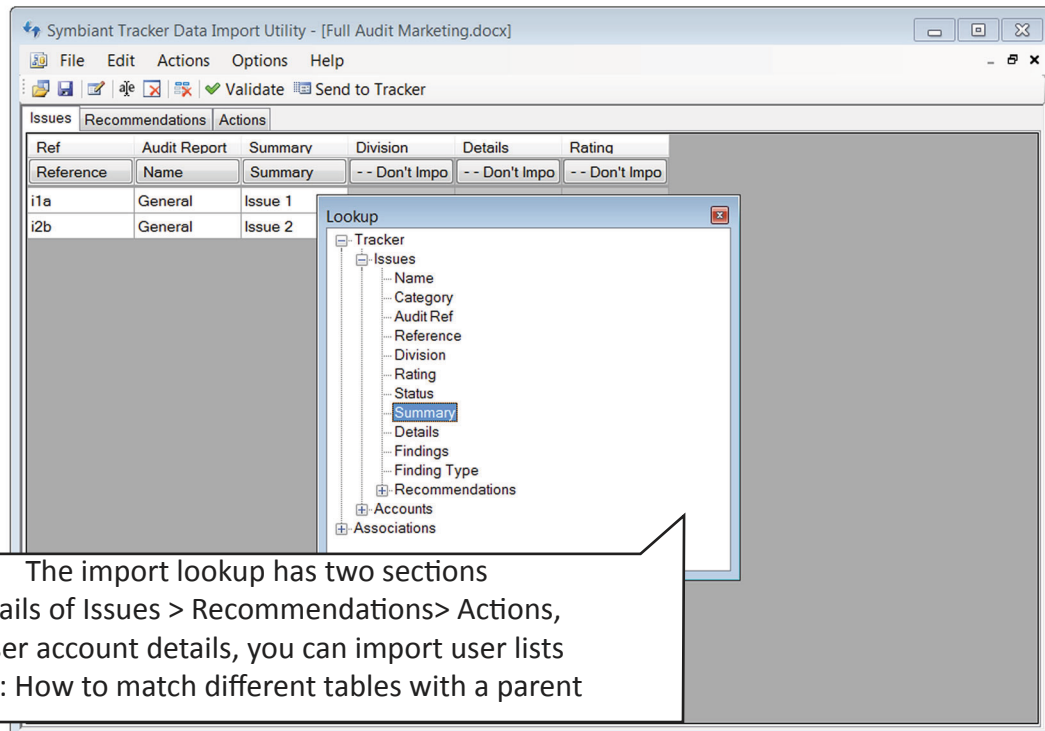 Symbiant Tracker Data Import Utility - [Full Audit Marketing.docx]
File Edit Actions Options Help
Validate Send to Tracker
Issues Recommendations Actions
Ref Audit Report Summary Division Details Rating
Reference Name Summary - - Don't Impo - - Don't Impo - - Don't Impo
i1a General Issue 1
i2b General Issue 2
Lookup
Tracker
Issues
Name
Category
Audit Ref
Reference
Division
Rating
Status
Summary
Details
Findings
Finding Type
Recommendations
Accounts
Associations
The import lookup has two sections
ails of Issues > Recommendations> Actions,
er account details, you can import user lists
: How to match different tables with a parent